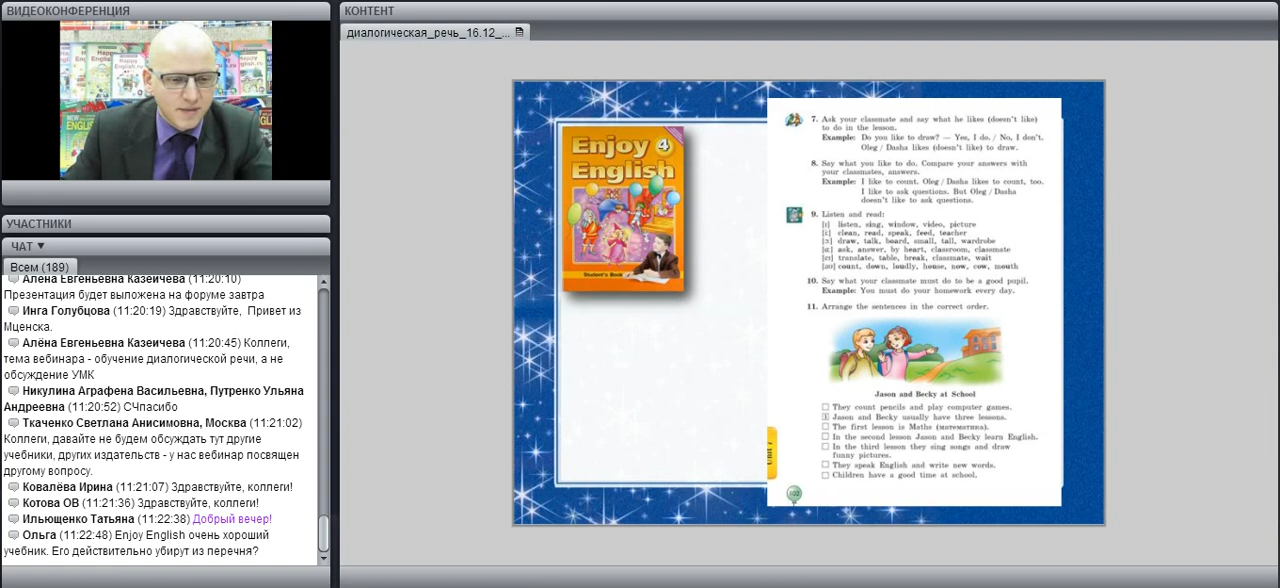 ВИДЕОКОНФЕРЕНЦИЯ
Happy
English.ru
Happy
English.ru
УЧАСТНИКИ
ЧАТ ▼
Всем (189)
Алёна Евгеньевна Казеичева (11:20:10)
Презентация будет выложена на форуме завтра
Инга Голубцова (11:20:19) Здравствуйте, Привет из
Мценска.
Алёна Евгеньевна Казеичева (11:20:45) Коллеги,
тема вебинара - обучение диалогической речи, а не
обсуждение УМК
Никулина Аграфена Васильевна, Путренко Ульяна
Андреевна (11:20:52) СЧпасибо
Ткаченко Светлана Анисимовна, Москва (11:21:02)
Коллеги, давайте не будем обсуждать тут другие
учебники, других издательств - у нас вебинар посвящен
другому вопросу.
Ковалёва Ирина (11:21:07) Здравствуйте, коллеги!
Котова ОВ (11:21:36) Здравствуйте, коллеги!
Ильющенко Татьяна (11:22:38) Добрый вечер!
Ольга (11:22:48) Enjoy English очень хороший
учебник. Его действительно убирут из перечня?
КОНТЕНТ
диалогическая_речь_16.12_...
Enjoy 4
English
Student's Book
7. Ask your classmate and say what he likes (doesn't like)
to do in the lesson.
Example: Do you like to draw? — Yes, I do. / No, I don't.
Oleg / Dasha likes (doesn't like) to draw.
8. Say what you like to do. Compare your answers with
your classmates, answers.
Example: I like to count. Oleg / Dasha likes to count, too.
I like to ask questions. But Oleg / Dasha
doesn't like to ask questions.
9. Listen and read:
[ɪ] listen, sing, window, video, picture
clean, read, speak, feed, teacher
draw, talk, board, small, tall, wardrobe
ask, answer, by heart, classroom, classmate
translate, table, break, classmate, wait
count, down, loudly, house, now, cow, mouth
10. Say what your classmate must do to be a good pupil.
Example: You must do your homework every day.
11. Arrange the sentences in the correct order.
Jason and Becky at School
They count pencils and play computer games.
1 Jason and Becky usually have three lessons.
The first lesson is Maths (математика).
In the second lesson Jason and Becky learn English.
In the third lesson they sing songs and draw
funny pictures.
They speak English and write new words.
Children have a good time at school.
Unit 7
102